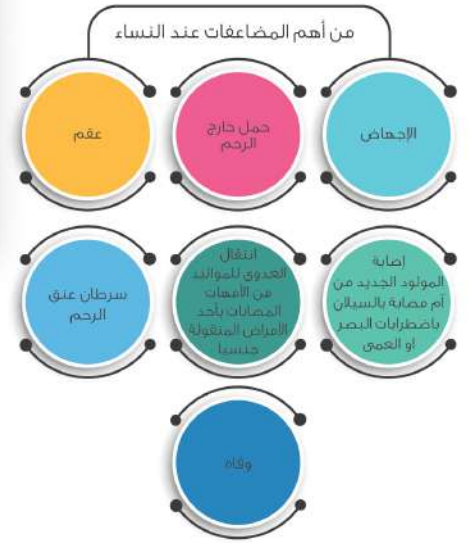 من أهم المضاعفات عند النساء
الإجهاض
حمل خارج
الرحم
عقم
إصابة
المولود الجديد من
أم مصابة بالسيلان
باضطرابات البصر
او العمى
انتقال
العدوى للمواليد
من الأمهات
المصابات بأحد
الأمراض المنقولة
جنسيا
سرطان عنق
الرحم
وفاة